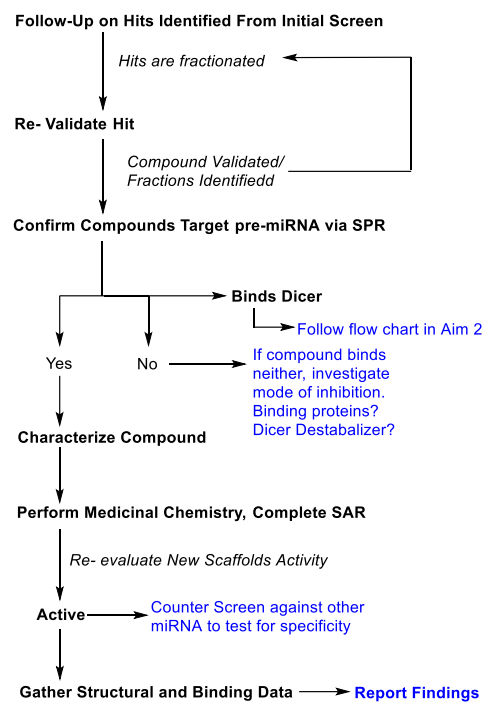 Follow-Up on Hits Identified From Initial Screen
Hits are fractionated
Re- Validate Hit
Compound Validated/
Fractions Identifiedd
Confirm Compounds Target pre-miRNA via SPR
Binds Dicer
Follow flow chart in Aim 2
Yes
No
If compound binds
neither, investigate
mode of inhibition.
Binding proteins?
Dicer Destabalizer?
Characterize Compound
Perform Medicinal Chemistry, Complete SAR
Re- evaluate New Scaffolds Activity
Active
Counter Screen against other
miRNA to test for specificity
Gather Structural and Binding Data
Report Findings